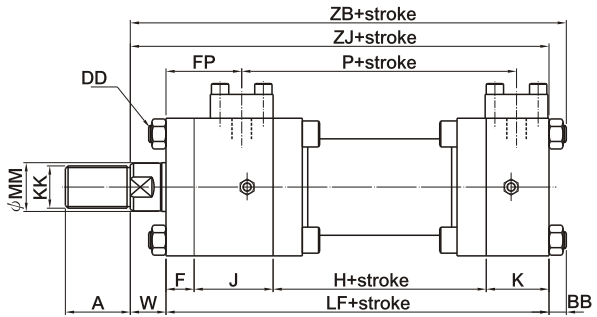 ZB+stroke
ZJ+stroke
FP P+stroke
DD
ϕMM
KK
F J H+stroke K
A W LF+stroke BB